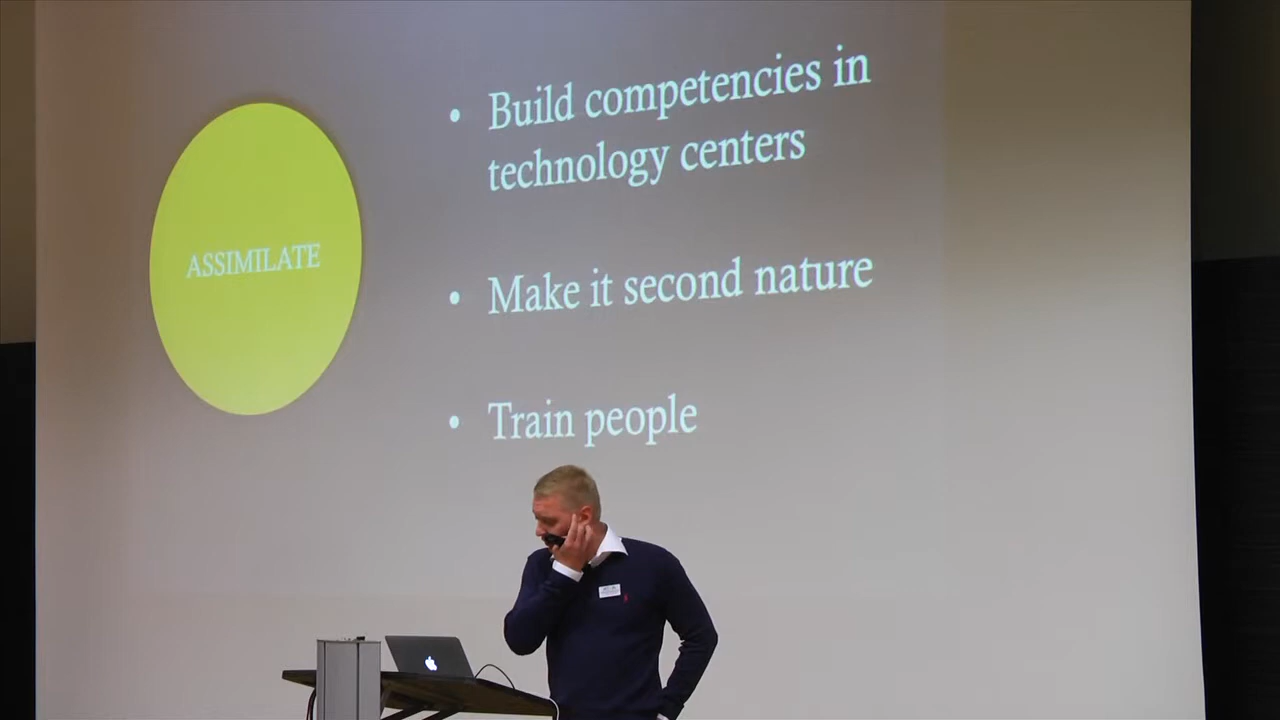 ASSIMILATE
• Build competencies in
technology centers
• Make it second nature
• Train people